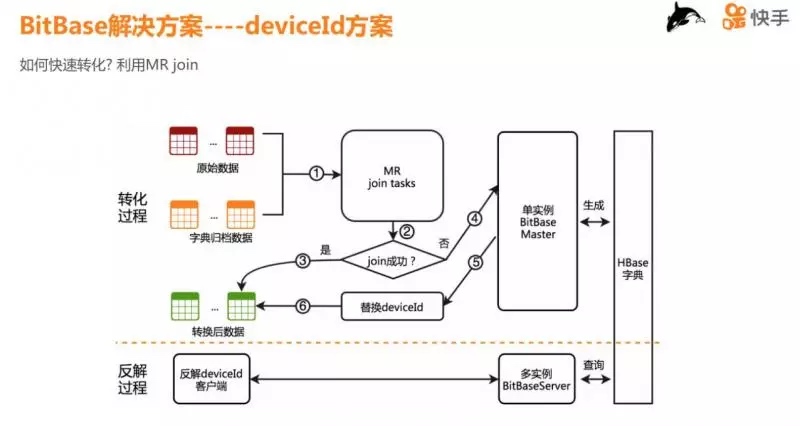 BitBase解决方案----deviceId方案
快手
如何快速转化? 利用MR join
...
原始数据
①
MR
join tasks
转化
过程
...
字典归档数据
②
④
单实例
BitBase
Master
生成
HBase
字典
是
③
join成功？
否
⑤
...
转换后数据
⑥
替换deviceId
反解
过程
反解deviceId
客户端
多实例
BitBaseServer
查询